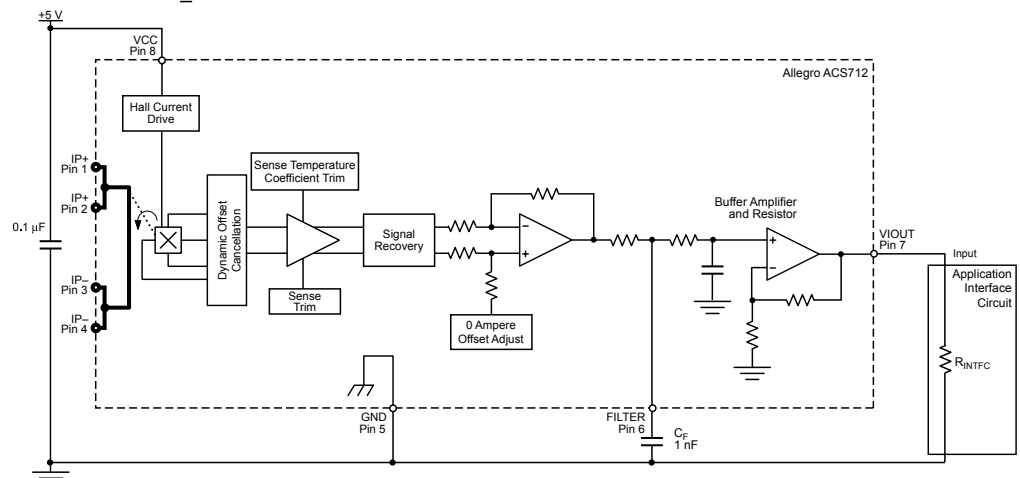 +5 V
VCC
Pin 8
Allegro ACS712
Hall Current
Drive
IP+
Pin 1
IP+
Pin 2
IP–
Pin 3
IP–
Pin 4
0.1 µF
Dynamic Offset
Cancellation
Sense Temperature
Coefficient Trim
Sense
Trim
Signal
Recovery
0 Ampere
Offset Adjust
Buffer Amplifier
and Resistor
VIOUT
Pin 7
Input
Application
Interface
Circuit
RINTFC
GND
Pin 5
FILTER
Pin 6
CF
1 nF